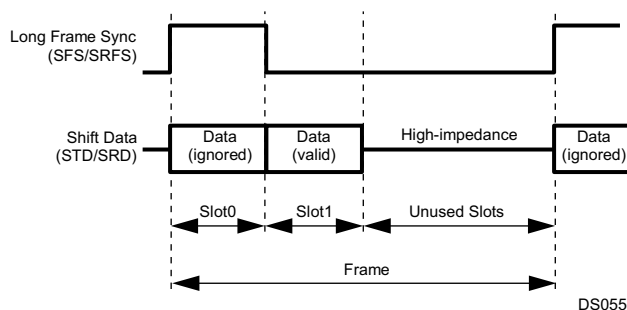 Long Frame Sync
(SFS/SRFS)
Shift Data
(STD/SRD)
Data
(ignored)
Data
(valid)
High-impedance
Data
(ignored)
Slot0
Slot1
Unused Slots
Frame
DS055